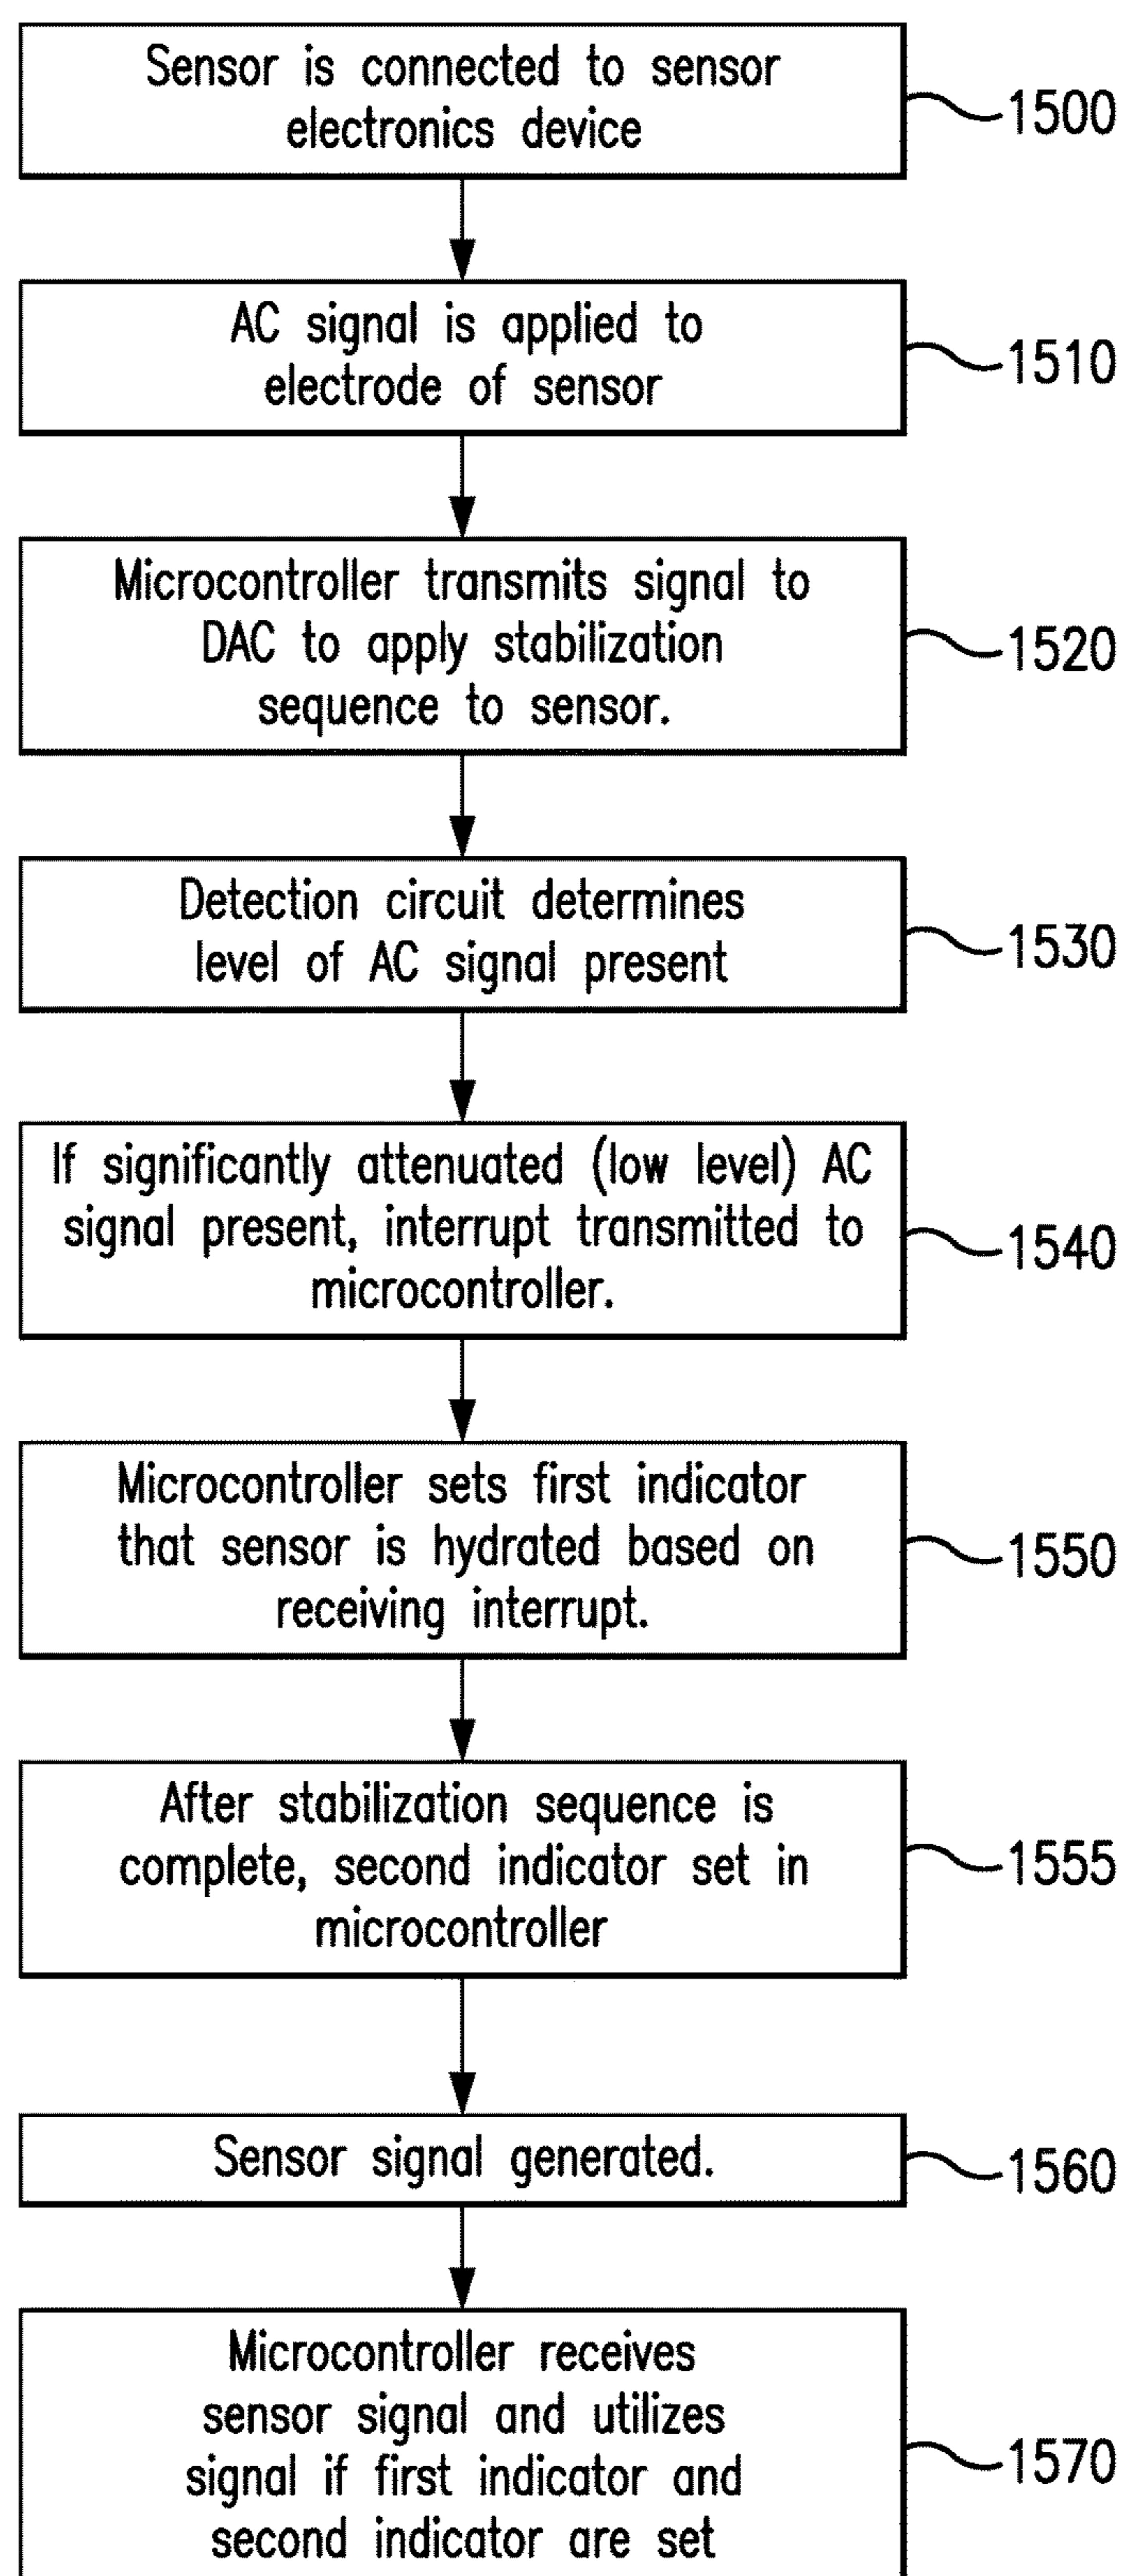 Sensor is connected to sensor
electronics device
1500
AC signal is applied to
electrode of sensor
1510
Microcontroller transmits signal to
DAC to apply stabilization
sequence to sensor.
1520
Detection circuit determines
level of AC signal present
1530
If significantly attenuated (low level) AC
signal present, interrupt transmitted to
microcontroller.
1540
Microcontroller sets first indicator
that sensor is hydrated based on
receiving interrupt.
1550
After stabilization sequence is
complete, second indicator set in
microcontroller
1555
Sensor signal generated.
1560
Microcontroller receives
sensor signal and utilizes
signal if first indicator and
second indicator are set
1570